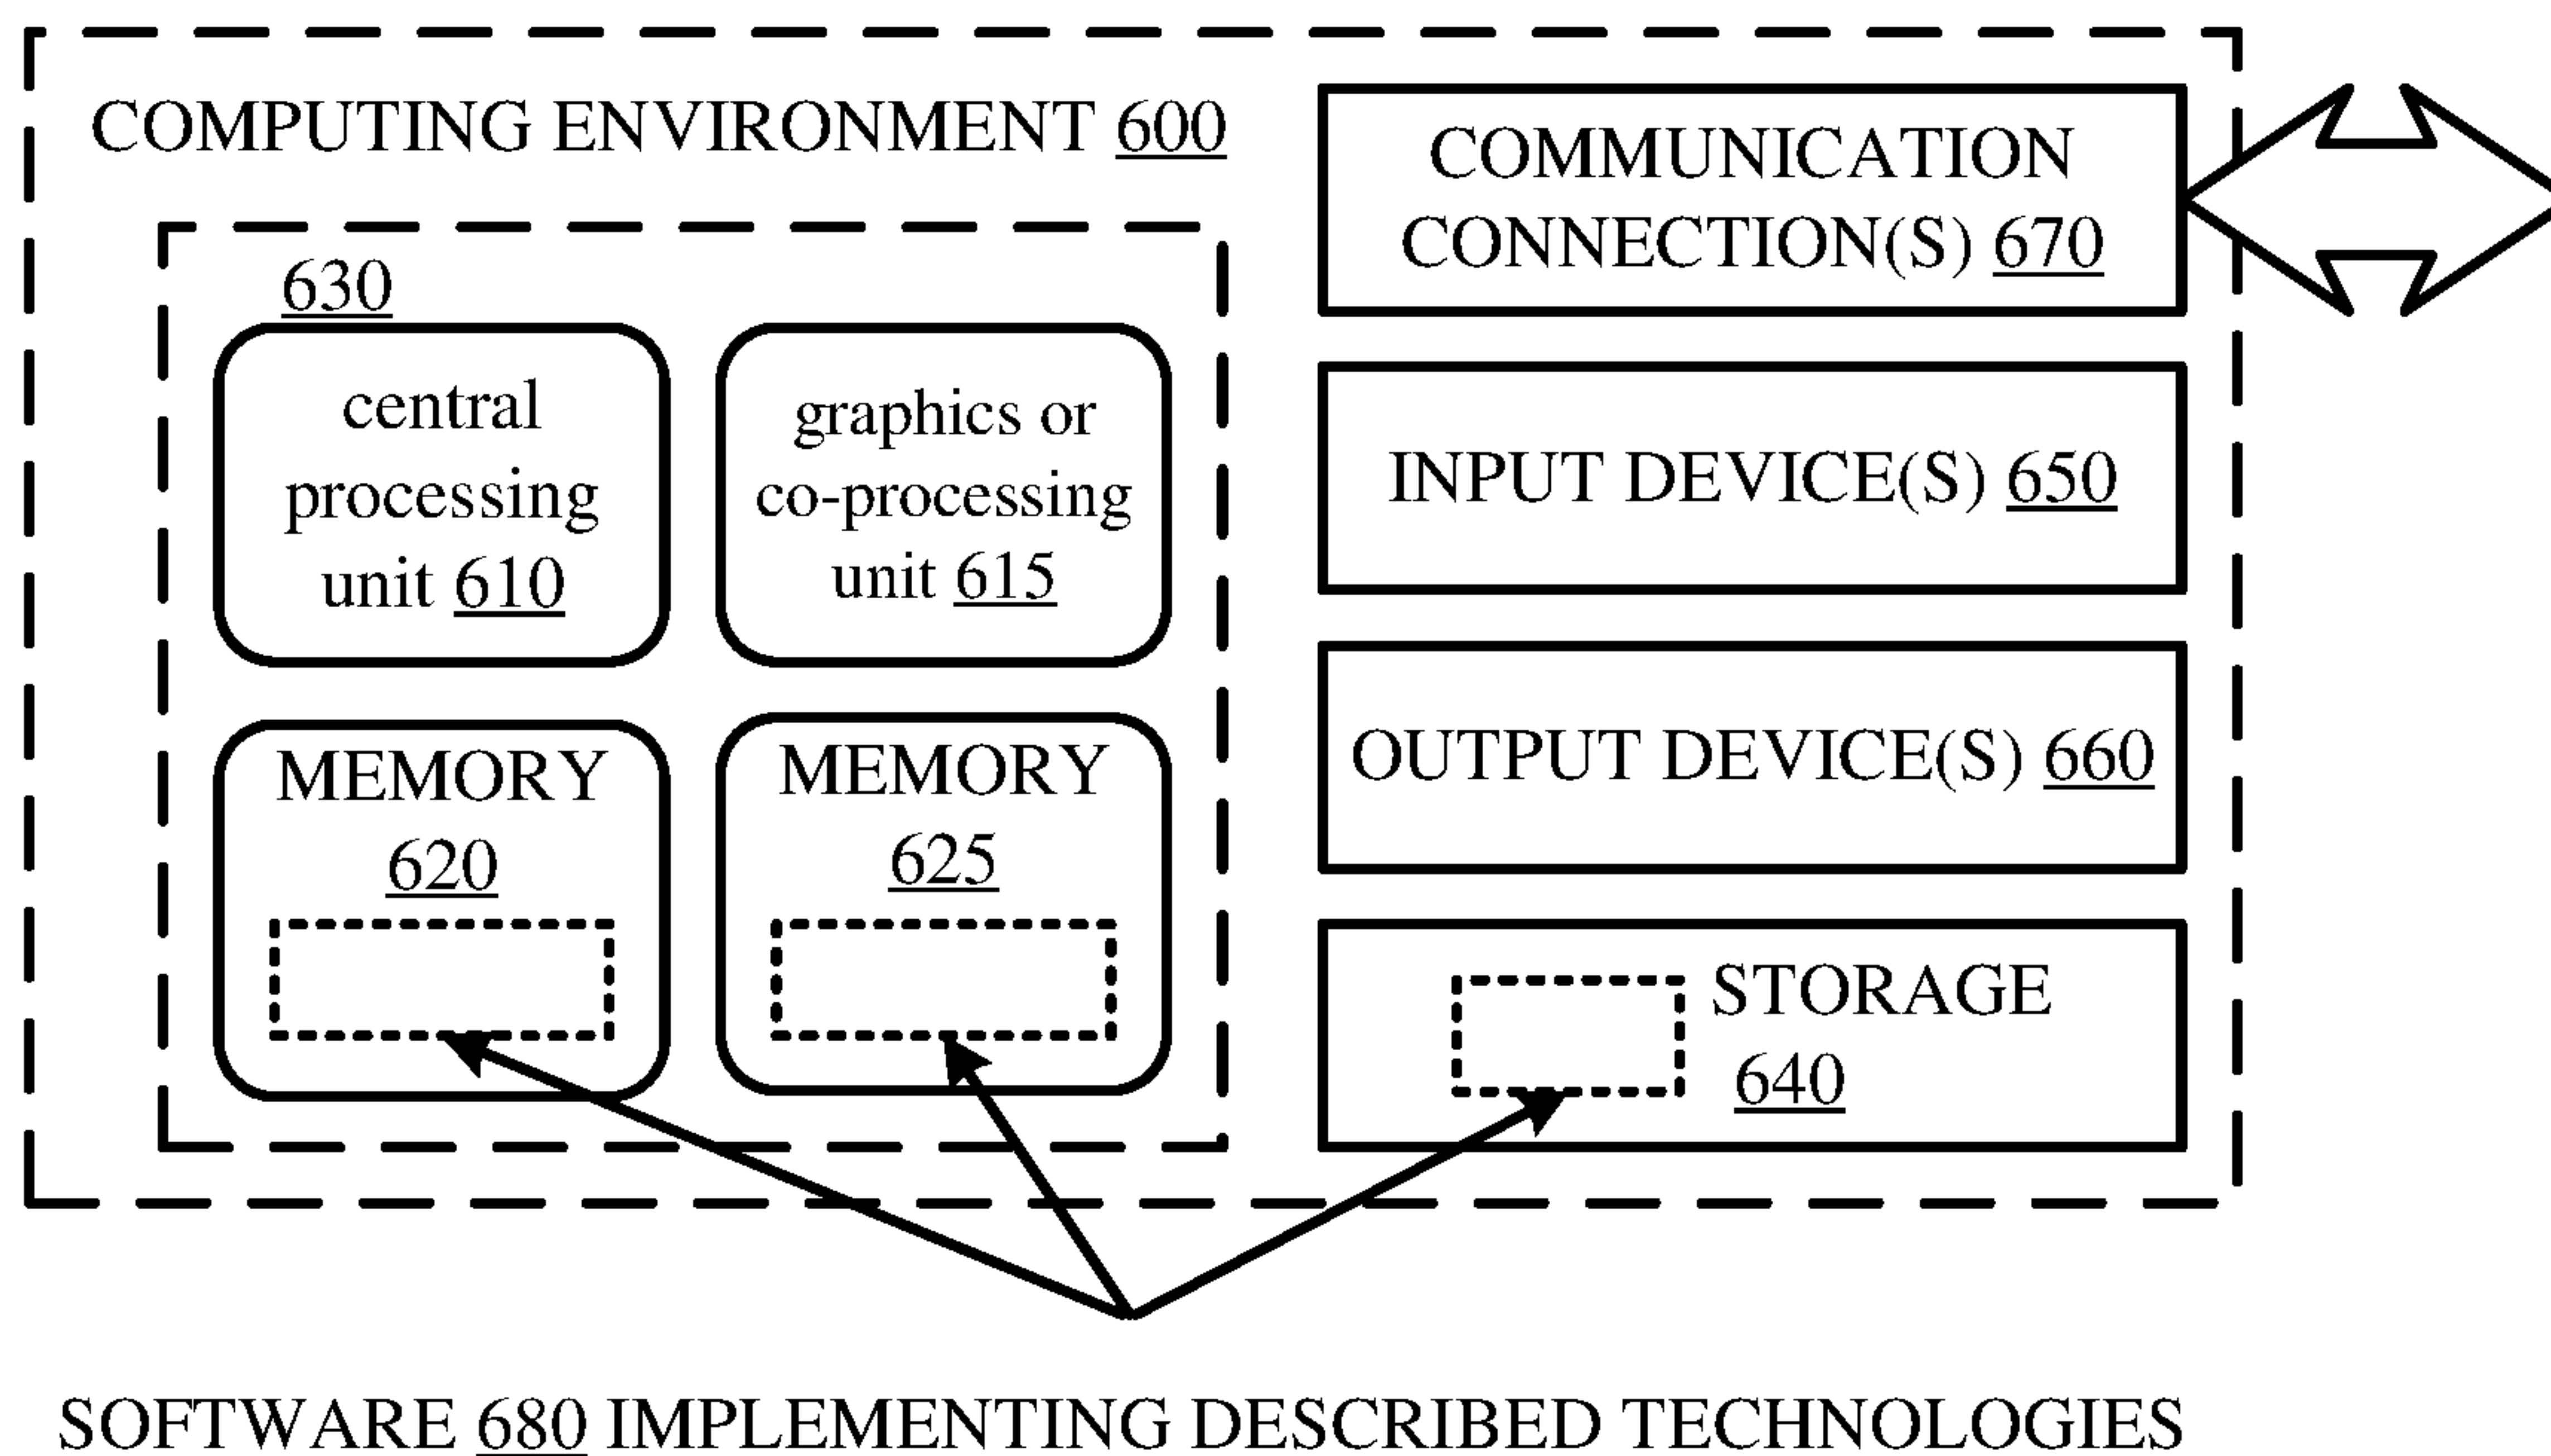 COMPUTING ENVIRONMENT 600
630
central
processing
unit 610
graphics or
co-processing
unit 615
MEMORY
620
MEMORY
625
COMMUNICATION
CONNECTION(S) 670
INPUT DEVICE(S) 650
OUTPUT DEVICE(S) 660
STORAGE
640
SOFTWARE 680 IMPLEMENTING DESCRIBED TECHNOLOGIES